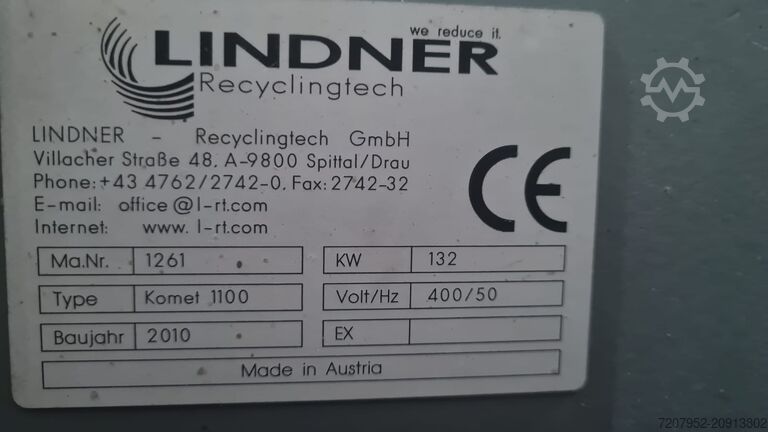 we reduce it.
LINDNER
Recyclingtech
LINDNER - Recyclingtech GmbH
Villacher Straße 48, A-9800 Spittal/Drau
Phone:+43 4762/2742-0, Fax:2742-32
E-mail: office@l-rt.com
Internet: www. l-rt.com
CE
Ma.Nr. 1261 KW 132
Type Komet 1100 Volt/Hz 400/50
Baujahr 2010 EX
Made in Austria
7207952-20913302